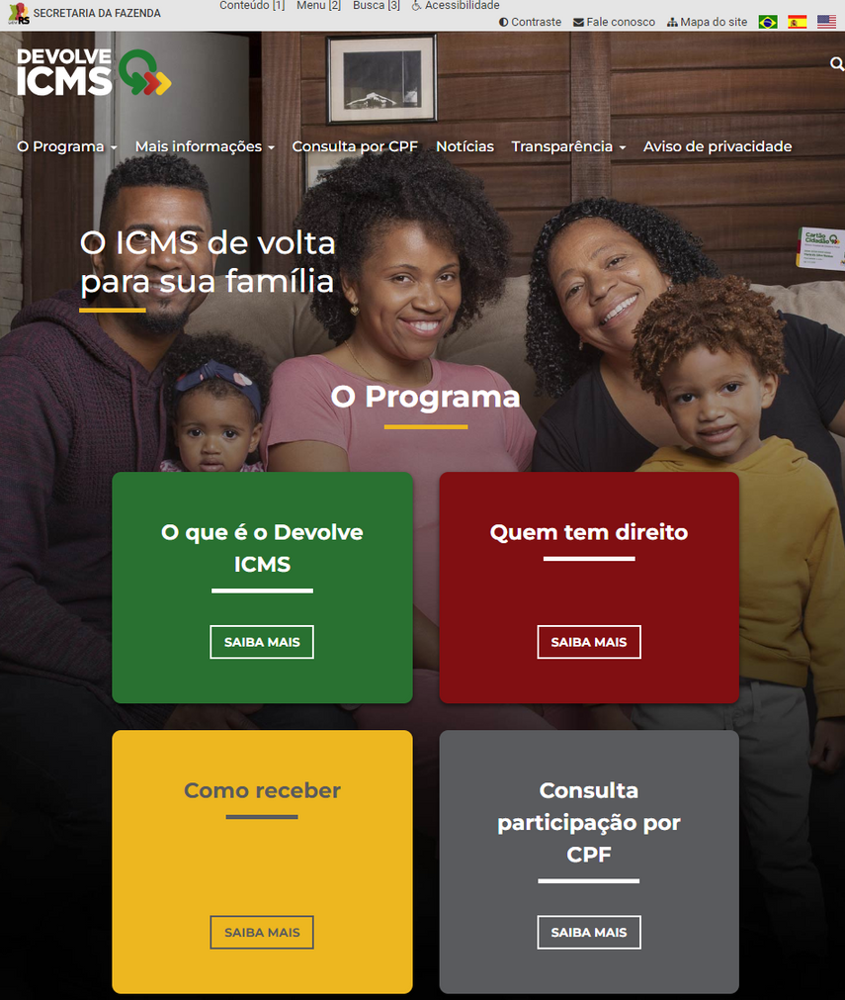 SECRETARIA DA FAZENDA
Conteúdo [1] Menu [2] Busca [3] Acessibilidade
Contraste Fale conosco Mapa do site
DEVOLVE
ICMS
O Programa Mais informações Consulta por CPF Notícias Transparência Aviso de privacidade
O ICMS de volta
para sua família
Cartão
Cidadão
O Programa
O que é o Devolve
ICMS
SAIBA MAIS
Quem tem direito
SAIBA MAIS
Como receber
SAIBA MAIS
Consulta
participação por
CPF
SAIBA MAIS